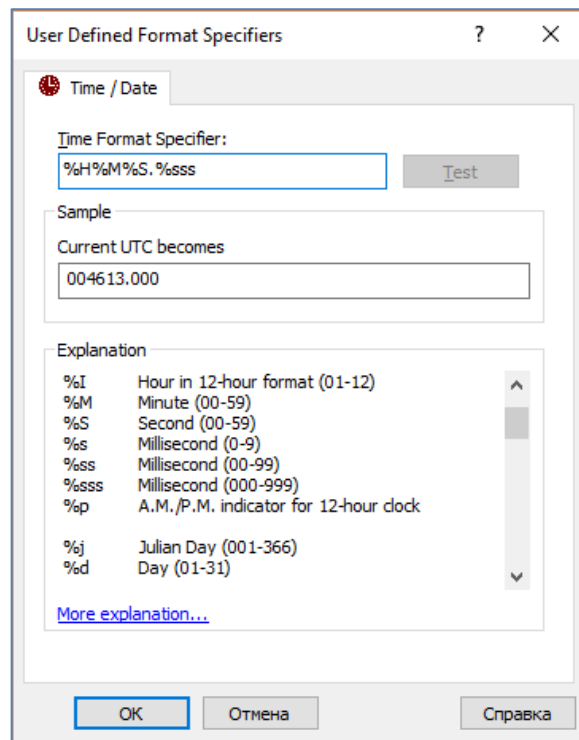 User Defined Format Specifiers
?
Time / Date
Time Format Specifier:
%H%M%S.%sss
Test
Sample
Current UTC becomes
004613.000
Explanation
%I Hour in 12-hour format (01-12)
%M Minute (00-59)
%S Second (00-59)
%s Millisecond (0-9)
%ss Millisecond (00-99)
%sss Millisecond (000-999)
%p A.M./P.M. indicator for 12-hour clock
%j Julian Day (001-366)
%d Day (01-31)
More explanation...
OK Отмена Справка